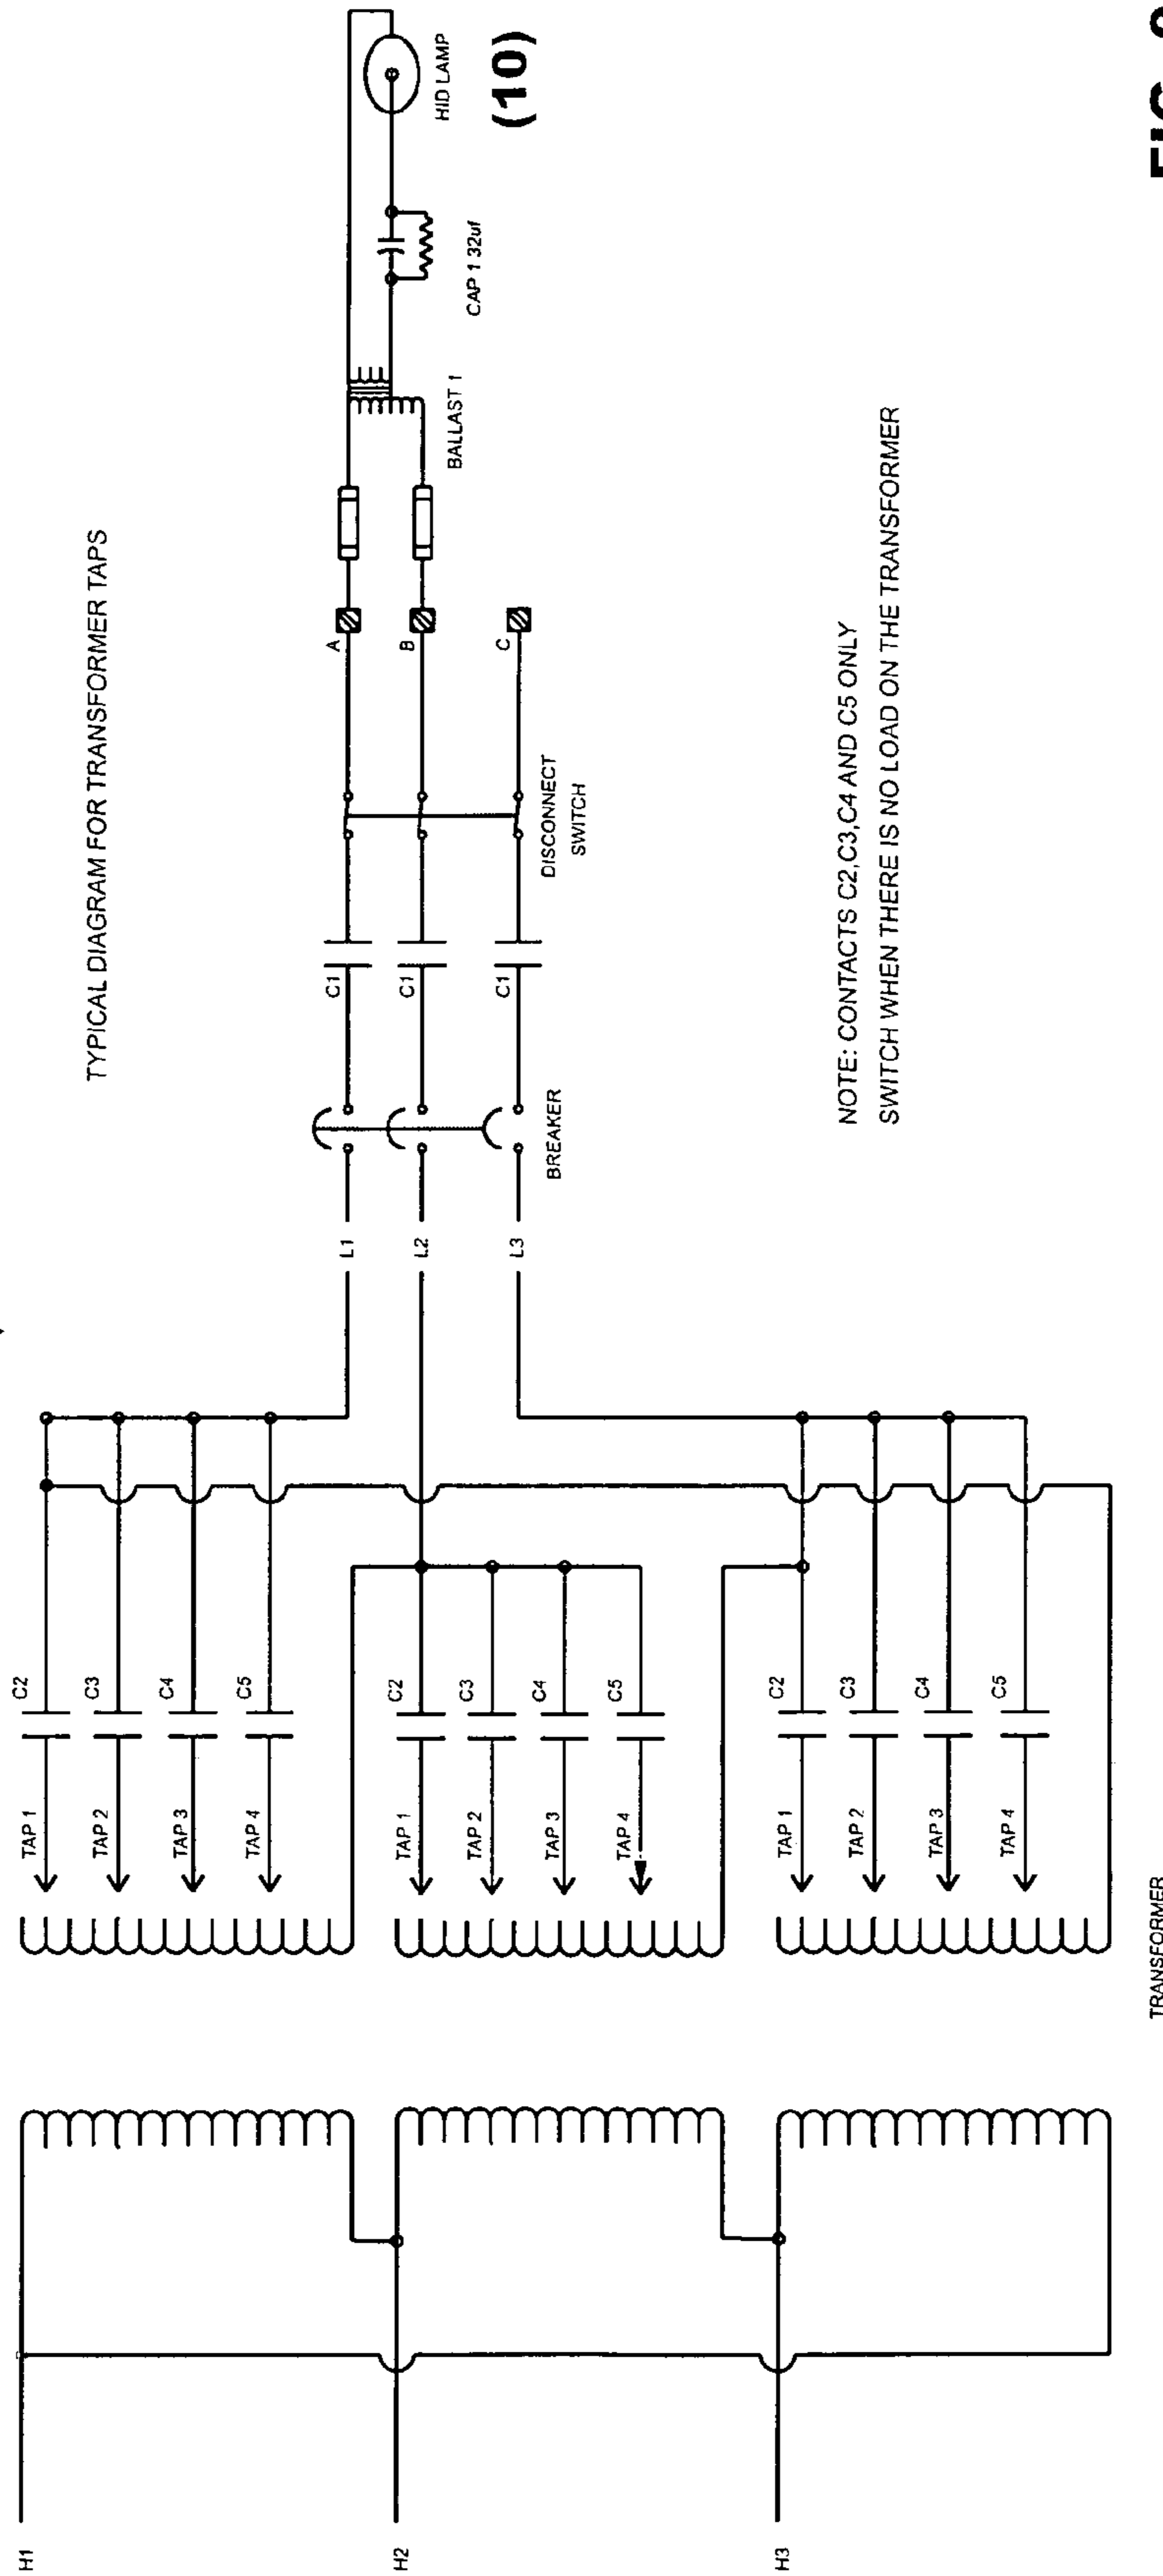 TYPICAL DIAGRAM FOR TRANSFORMER TAPS
H1
H2
H3
TRANSFORMER
TAP 1
C2
TAP 2
C3
TAP 3
C4
TAP 4
C5
TAP 1
C2
TAP 2
C3
TAP 3
C4
TAP 4
C5
TAP 1
C2
TAP 2
C3
TAP 3
C4
TAP 4
C5
L1
L2
L3
BREAKER
C1
C1
C1
DISCONNECT
SWITCH
A
B
C
BALLAST 1
CAP 1 32uf
HID LAMP
(10)
NOTE: CONTACTS C2,C3,C4 AND C5 ONLY
SWITCH WHEN THERE IS NO LOAD ON THE TRANSFORMER
FIG.